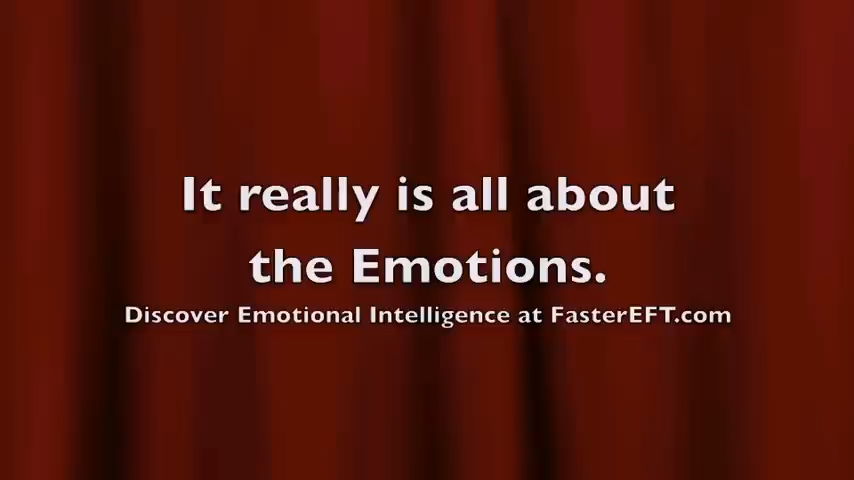 It really is all about
the Emotions.
Discover Emotional Intelligence at FasterEFT.com